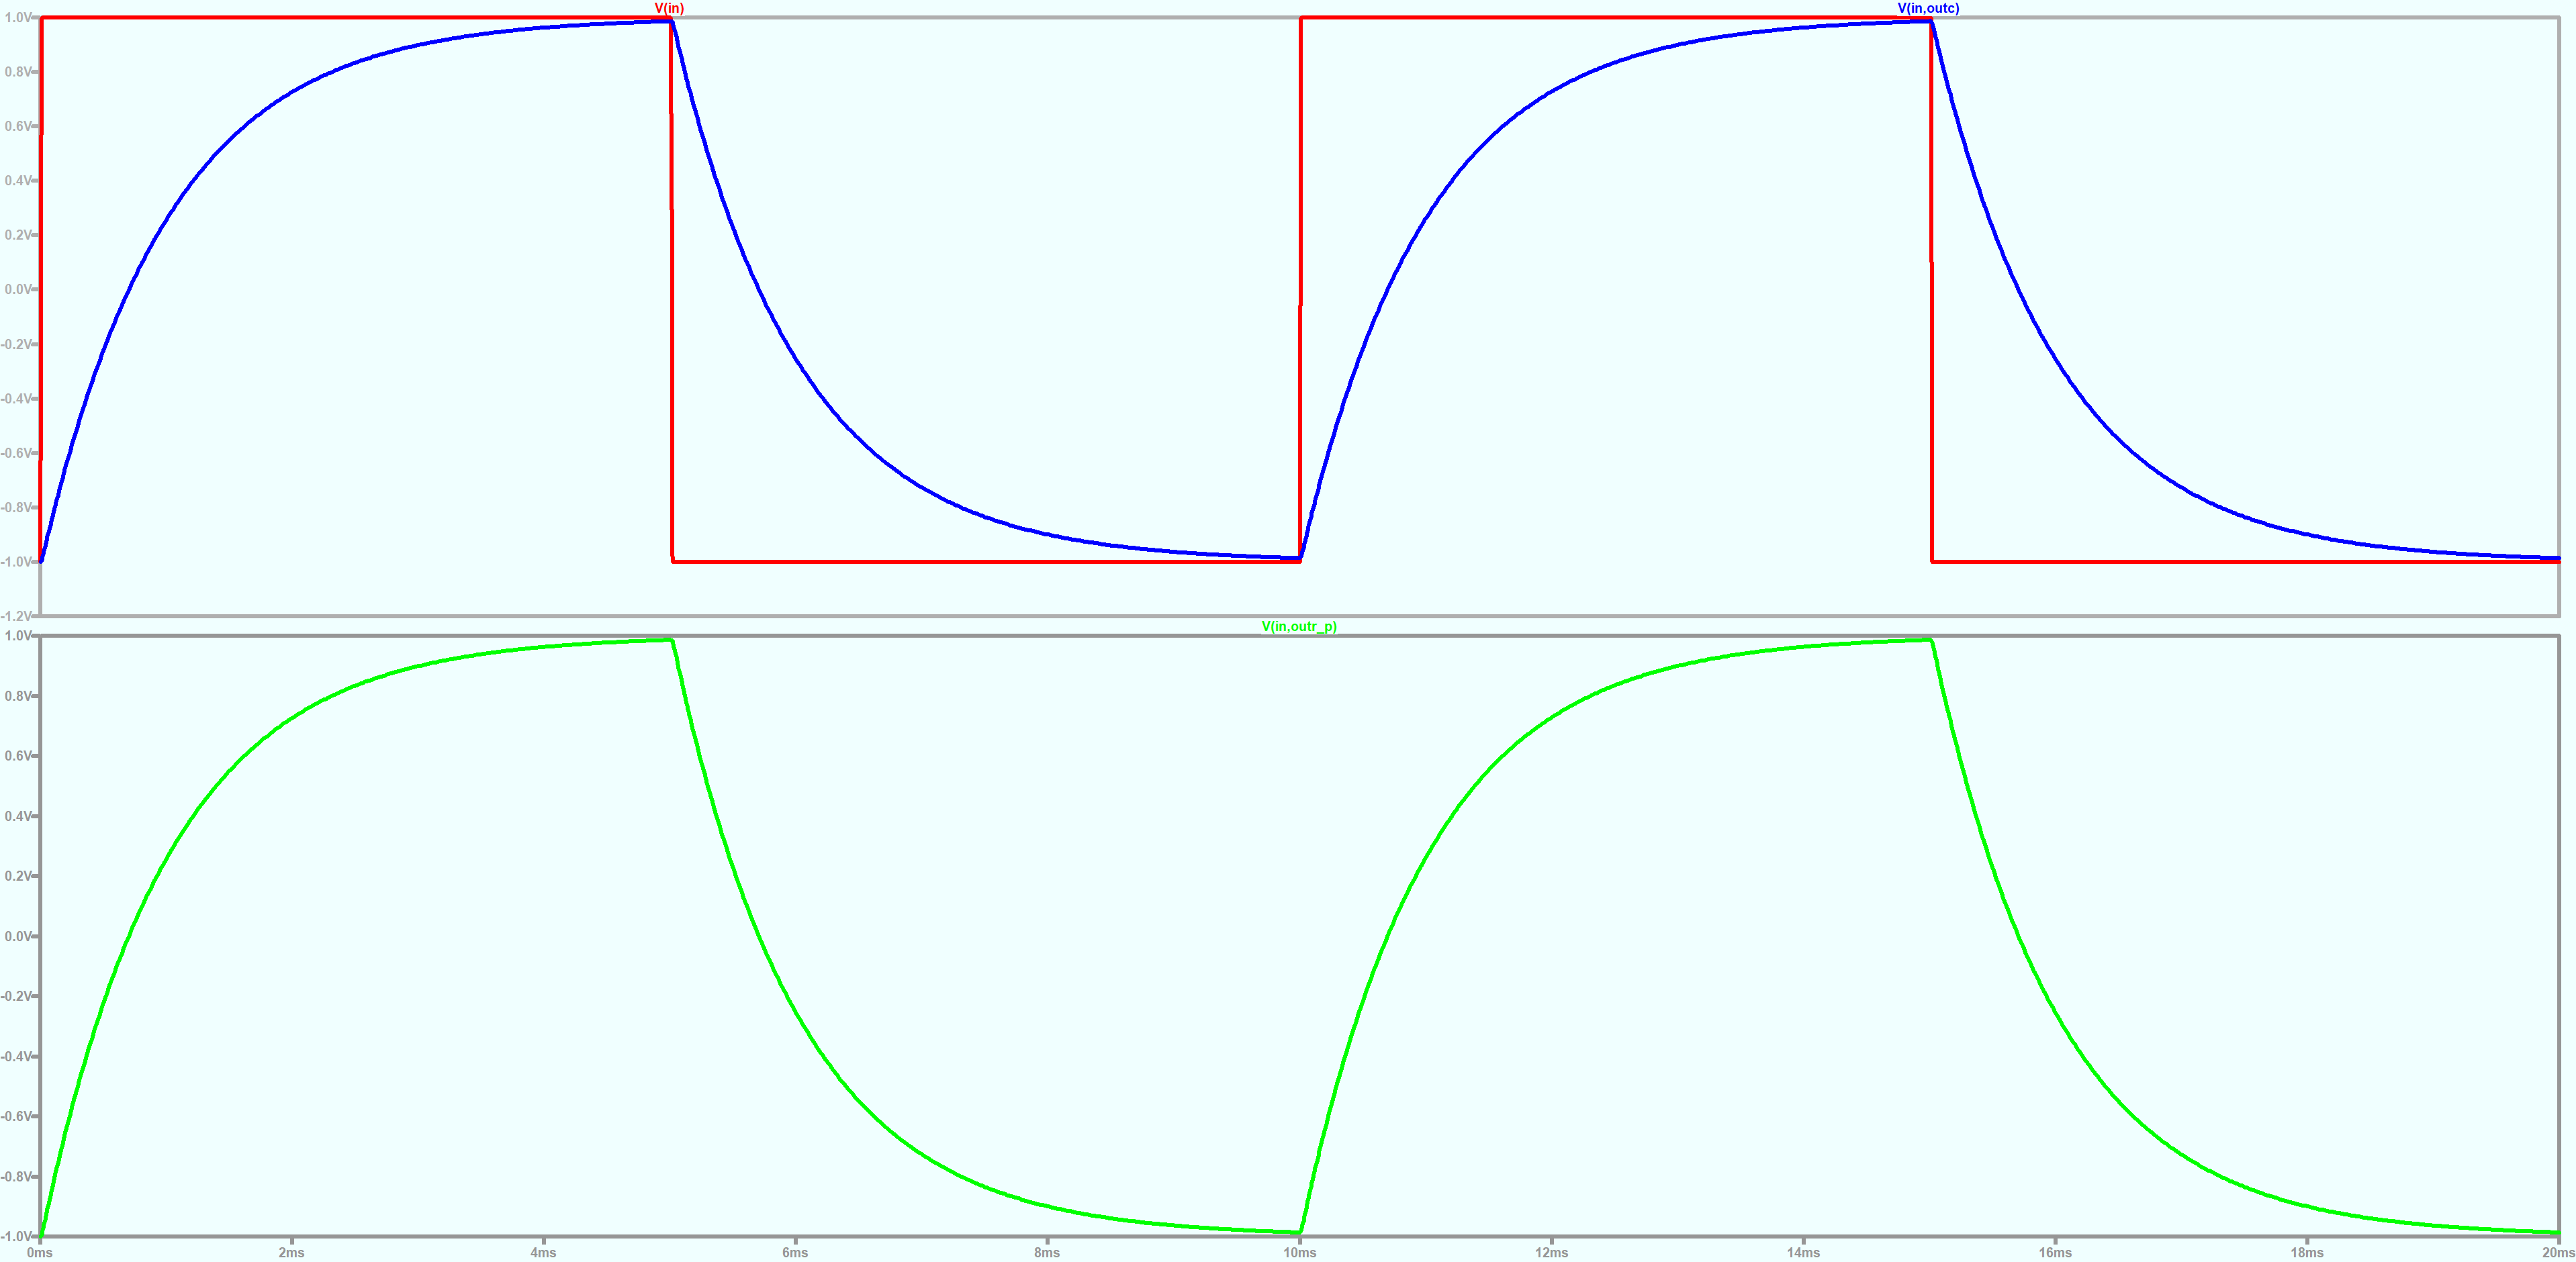 V(in) V(in,outc)
1.0V
0.8V
0.6V
0.4V
0.2V
0.0V
-0.2V
-0.4V
-0.6V
-0.8V
-1.0V
-1.2V
V(in,outr_p)
1.0V
0.8V
0.6V
0.4V
0.2V
0.0V
-0.2V
-0.4V
-0.6V
-0.8V
-1.0V
0ms 2ms 4ms 6ms 8ms 10ms 12ms 14ms 16ms 18ms 20ms